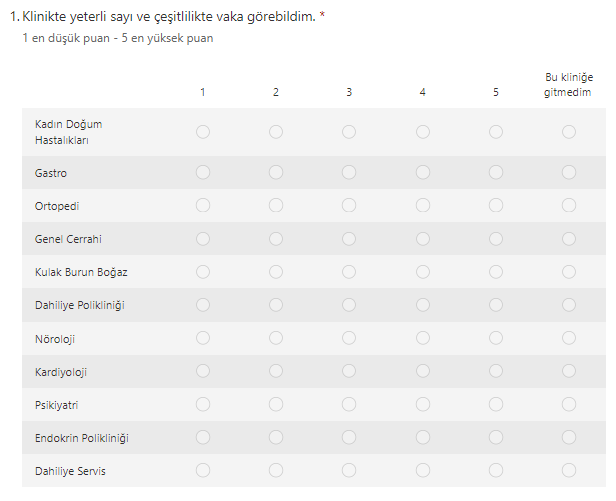 1. Klinikte yeterli sayı ve çeşitlilikte vaka görebildim. *
1 en düşük puan - 5 en yüksek puan
1 2 3 4 5 Bu kliniğe
gitmedim
Kadın Doğum
Hastalıkları
Gastro
Ortopedi
Genel Cerrahi
Kulak Burun Boğaz
Dahiliye Polikliniği
Nöroloji
Kardiyoloji
Psikiyatri
Endokrin Polikliniği
Dahiliye Servis